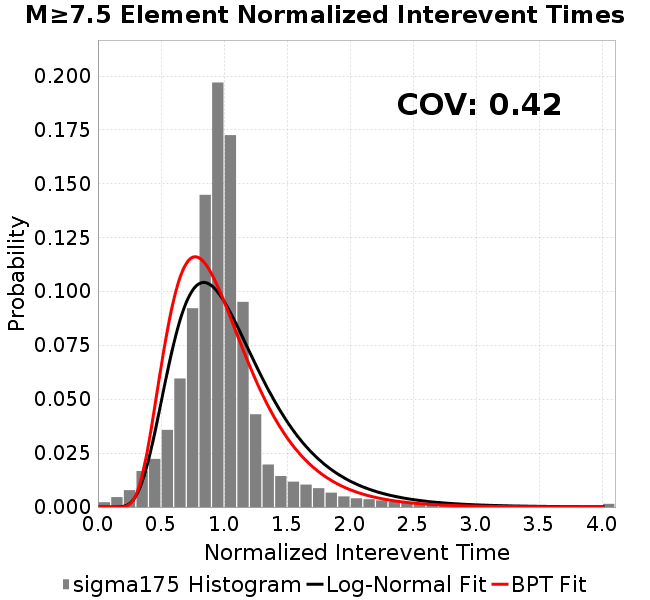 M≥7.5 Element Normalized Interevent Times
COV: 0.42
Probability
0.200
0.175
0.150
0.125
0.100
0.075
0.050
0.025
0.000
0.0 0.5 1.0 1.5 2.0 2.5 3.0 3.5 4.0
Normalized Interevent Time
sigma175 Histogram Log-Normal Fit BPT Fit